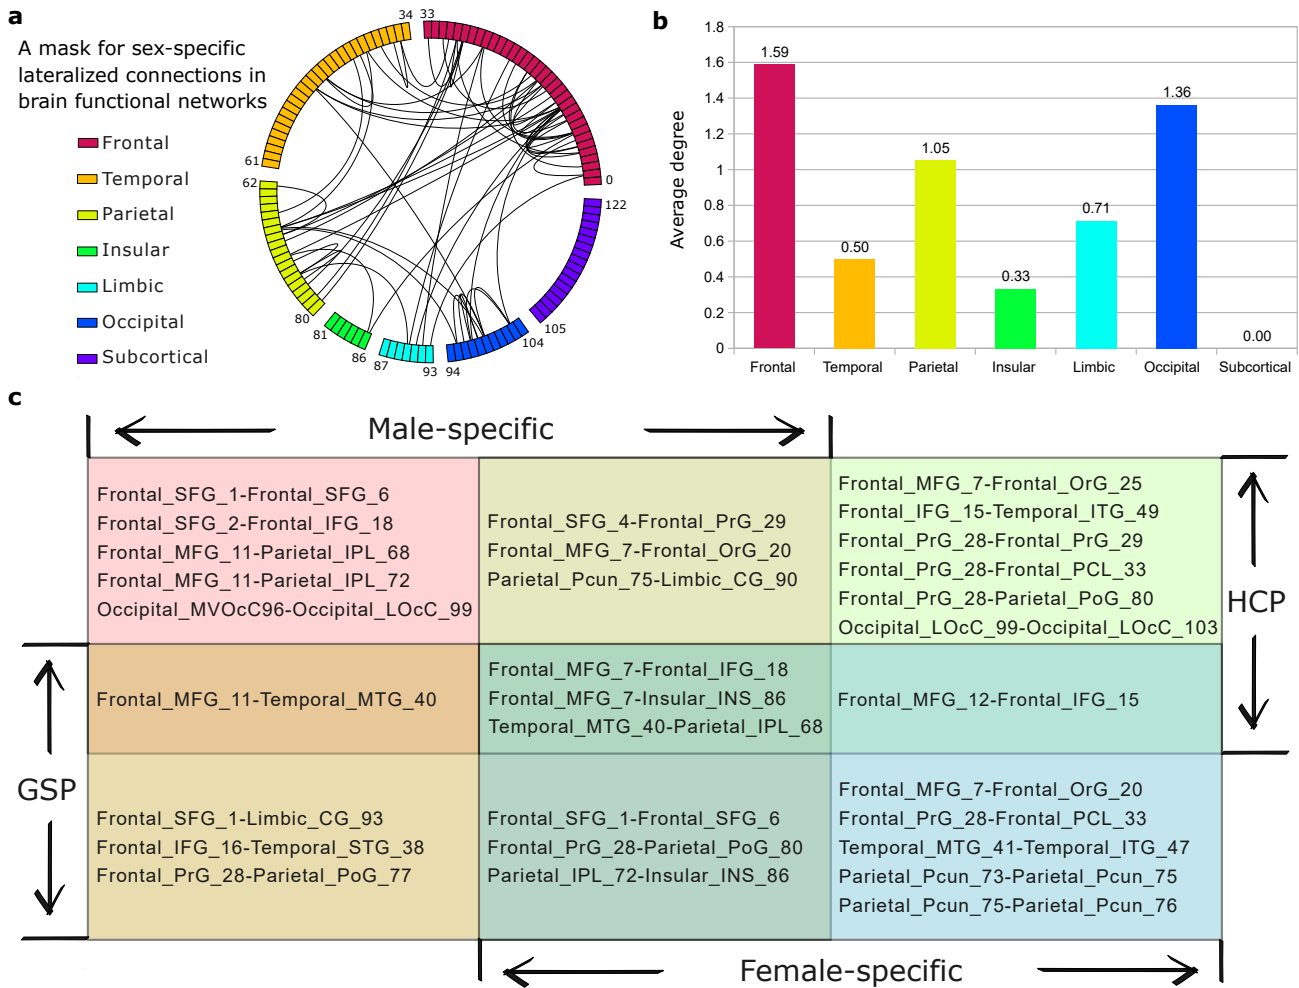 a
A mask for sex-specific
lateralized connections in
brain functional networks
Frontal
Temporal
Parietal
Insular
Limbic
Occipital
Subcortical
34
33
61
62
0
122
80
81
86
87
93
94
104
105
b
Average degree
1.8
1.6
1.4
1.2
1
0.8
0.6
0.4
0.2
0
1.59
0.50
1.05
0.33
0.71
1.36
0.00
Frontal
Temporal
Parietal
Insular
Limbic
Occipital
Subcortical
c
Male-specific
Frontal_SFG_1-Frontal_SFG_6
Frontal_SFG_2-Frontal_IFG_18
Frontal_MFG_11-Parietal_IPL_68
Frontal_MFG_11-Parietal_IPL_72
Occipital_MVOcC96-Occipital_LOcC_99
Frontal_SFG_4-Frontal_PrG_29
Frontal_MFG_7-Frontal_OrG_20
Parietal_Pcun_75-Limbic_CG_90
Frontal_MFG_7-Frontal_OrG_25
Frontal_IFG_15-Temporal_ITG_49
Frontal_PrG_28-Frontal_PrG_29
Frontal_PrG_28-Frontal_PCL_33
Frontal_PrG_28-Parietal_PoG_80
Occipital_LOcC_99-Occipital_LOcC_103
HCP
Frontal_MFG_11-Temporal_MTG_40
Frontal_MFG_7-Frontal_IFG_18
Frontal_MFG_7-Insular_INS_86
Temporal_MTG_40-Parietal_IPL_68
Frontal_MFG_12-Frontal_IFG_15
GSP
Frontal_SFG_1-Limbic_CG_93
Frontal_IFG_16-Temporal_STG_38
Frontal_PrG_28-Parietal_PoG_77
Frontal_SFG_1-Frontal_SFG_6
Frontal_PrG_28-Parietal_PoG_80
Parietal_IPL_72-Insular_INS_86
Frontal_MFG_7-Frontal_OrG_20
Frontal_PrG_28-Frontal_PCL_33
Temporal_MTG_41-Temporal_ITG_47
Parietal_Pcun_73-Parietal_Pcun_75
Parietal_Pcun_75-Parietal_Pcun_76
Female-specific